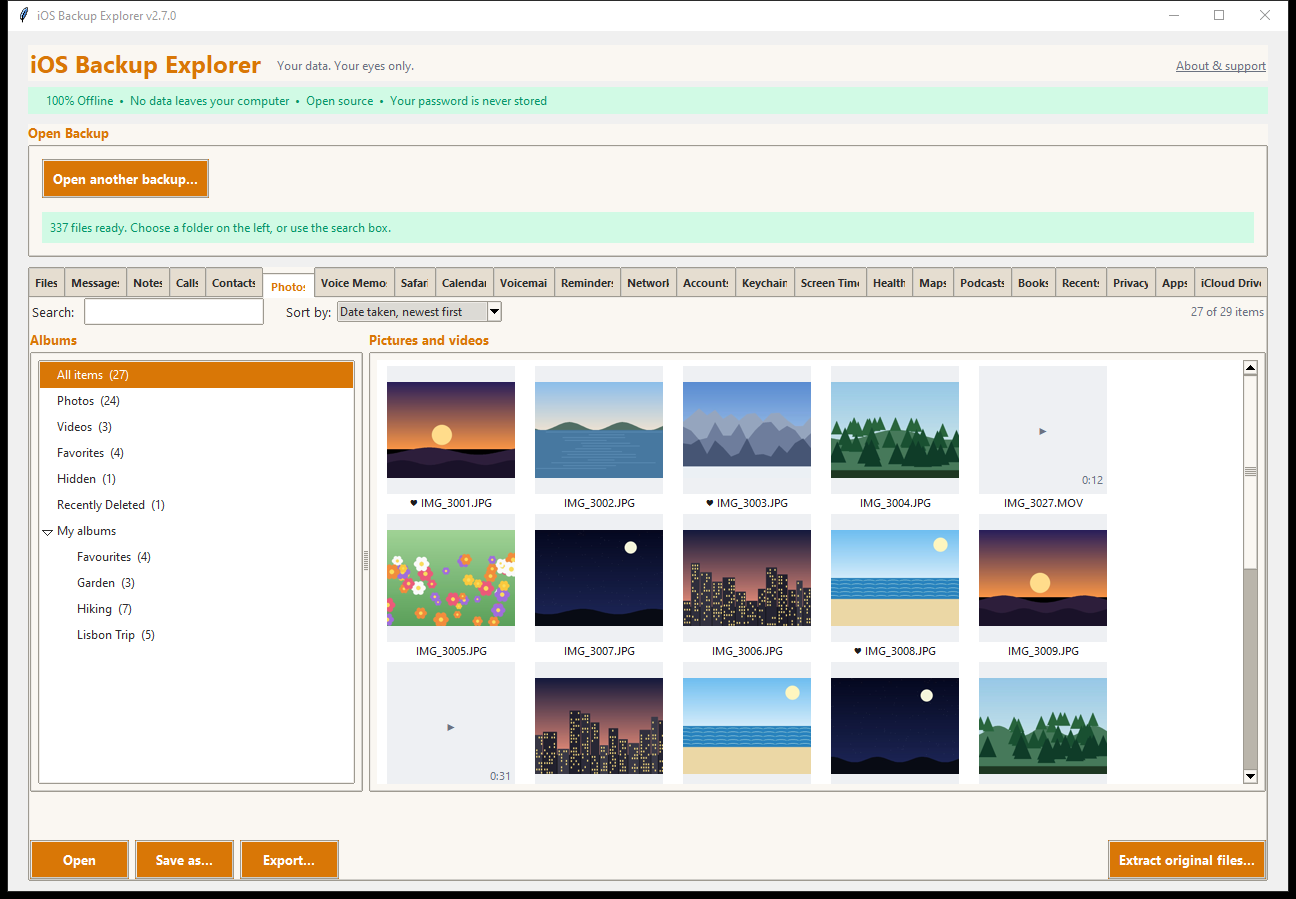 iOS Backup Explorer v2.7.0
iOS Backup Explorer Your data. Your eyes only. About & support
100% Offline • No data leaves your computer • Open source • Your password is never stored
Open Backup
Open another backup...
337 files ready. Choose a folder on the left, or use the search box.
Files Messages Notes Calls Contacts Photos Voice Memo Safari Calendar Voicemai Reminders Network Accounts Keychain Screen Time Health Maps Podcasts Books Recents Privacy Apps iCloud Drive
Search: Sort by: Date taken, newest first 27 of 29 items
Albums Pictures and videos
All items (27)
Photos (24)
Videos (3)
Favorites (4)
Hidden (1)
Recently Deleted (1)
My albums
Favourites (4)
Garden (3)
Hiking (7)
Lisbon Trip (5)
0:12
♥ IMG_3001.JPG IMG_3002.JPG ♥ IMG_3003.JPG IMG_3004.JPG IMG_3027.MOV
IMG_3005.JPG IMG_3007.JPG IMG_3006.JPG ♥ IMG_3008.JPG IMG_3009.JPG
0:31
Open Save as... Export... Extract original files...